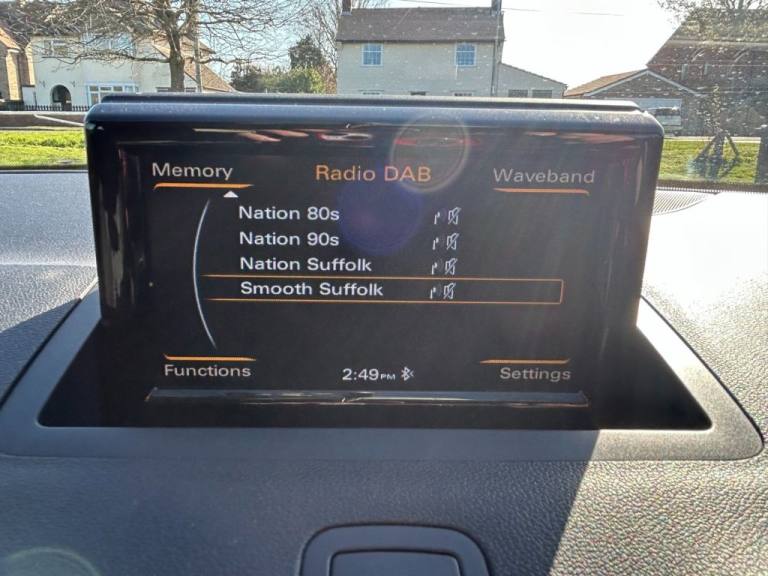 Memory Radio DAB Waveband
Nation 80s
Nation 90s
Nation Suffolk
Smooth Suffolk
Functions 2:49PM Settings